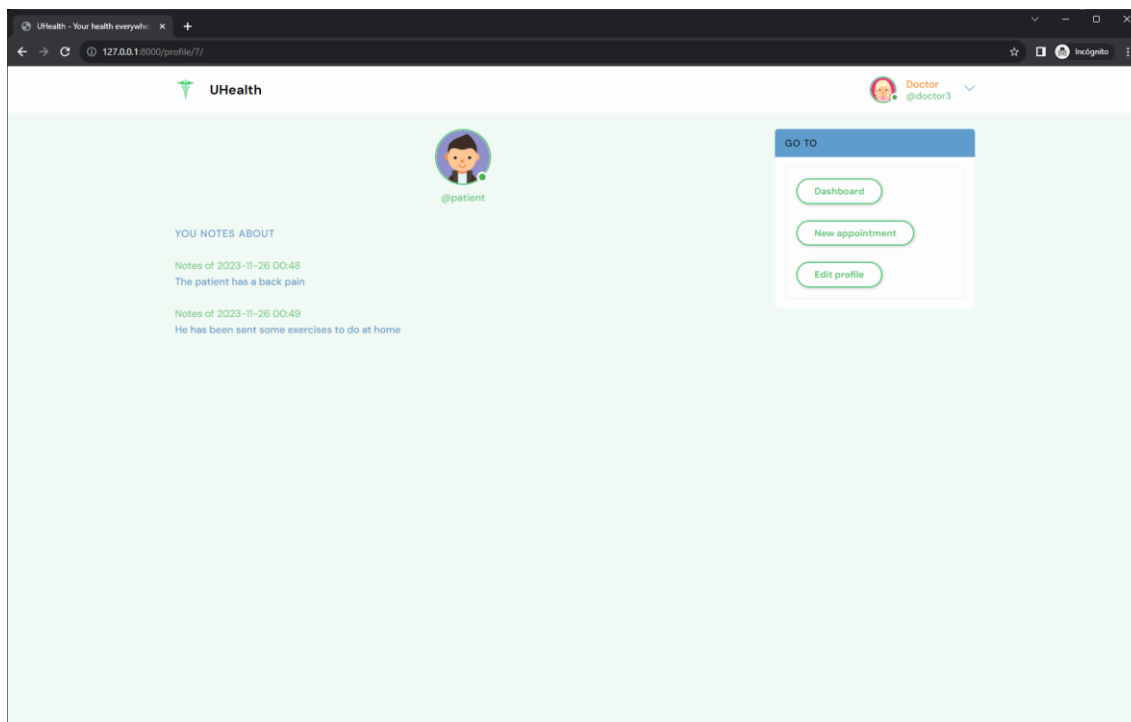 UHealth - Your health everywhe
127.0.0.1:8000/profile/7/
Incógnito
UHealth
Doctor
@doctor3
@patient
GO TO
Dashboard
New appointment
Edit profile
YOU NOTES ABOUT
Notes of 2023-11-26 00:48
The patient has a back pain
Notes of 2023-11-26 00:49
He has been sent some exercises to do at home